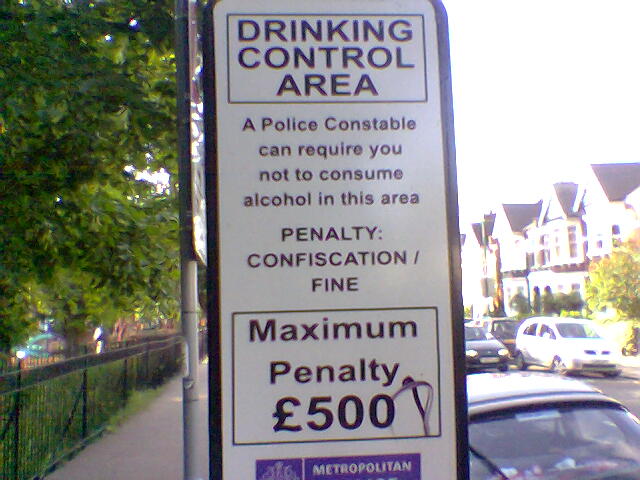 DRINKING
CONTROL
AREA
A Police Constable
can require you
not to consume
alcohol in this area
PENALTY:
CONFISCATION /
FINE
Maximum
Penalty
£500
METROPOLITAN